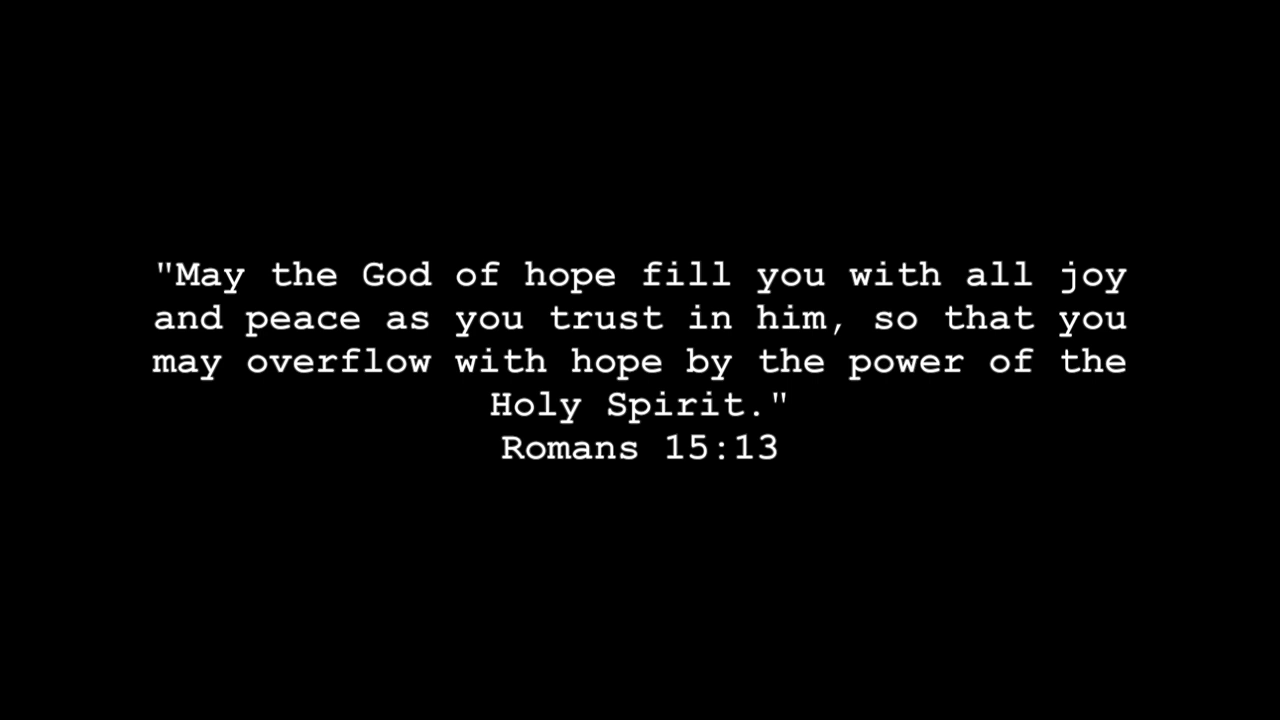 "May the God of hope fill you with all joy
and peace as you trust in him, so that you
may overflow with hope by the power of the
Holy Spirit."
Romans 15:13